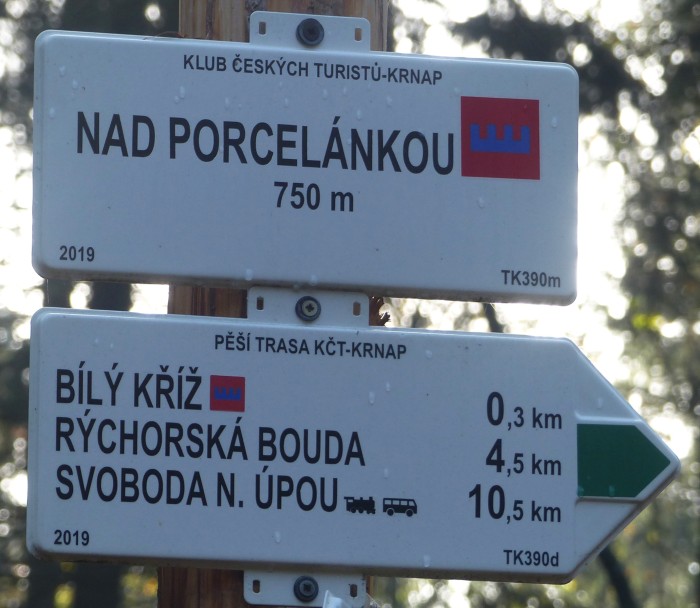 KLUB ČESKÝCH TURISTŮ-KRNAP
NAD PORCELÁNKOU
750 m
2019 TK390m
PĚŠÍ TRASA KČT-KRNAP
BÍLÝ KŘÍŽ 0,3 km
RÝCHORSKÁ BOUDA 4,5 km
SVOBODA N. ÚPOU 10,5 km
2019 TK390d